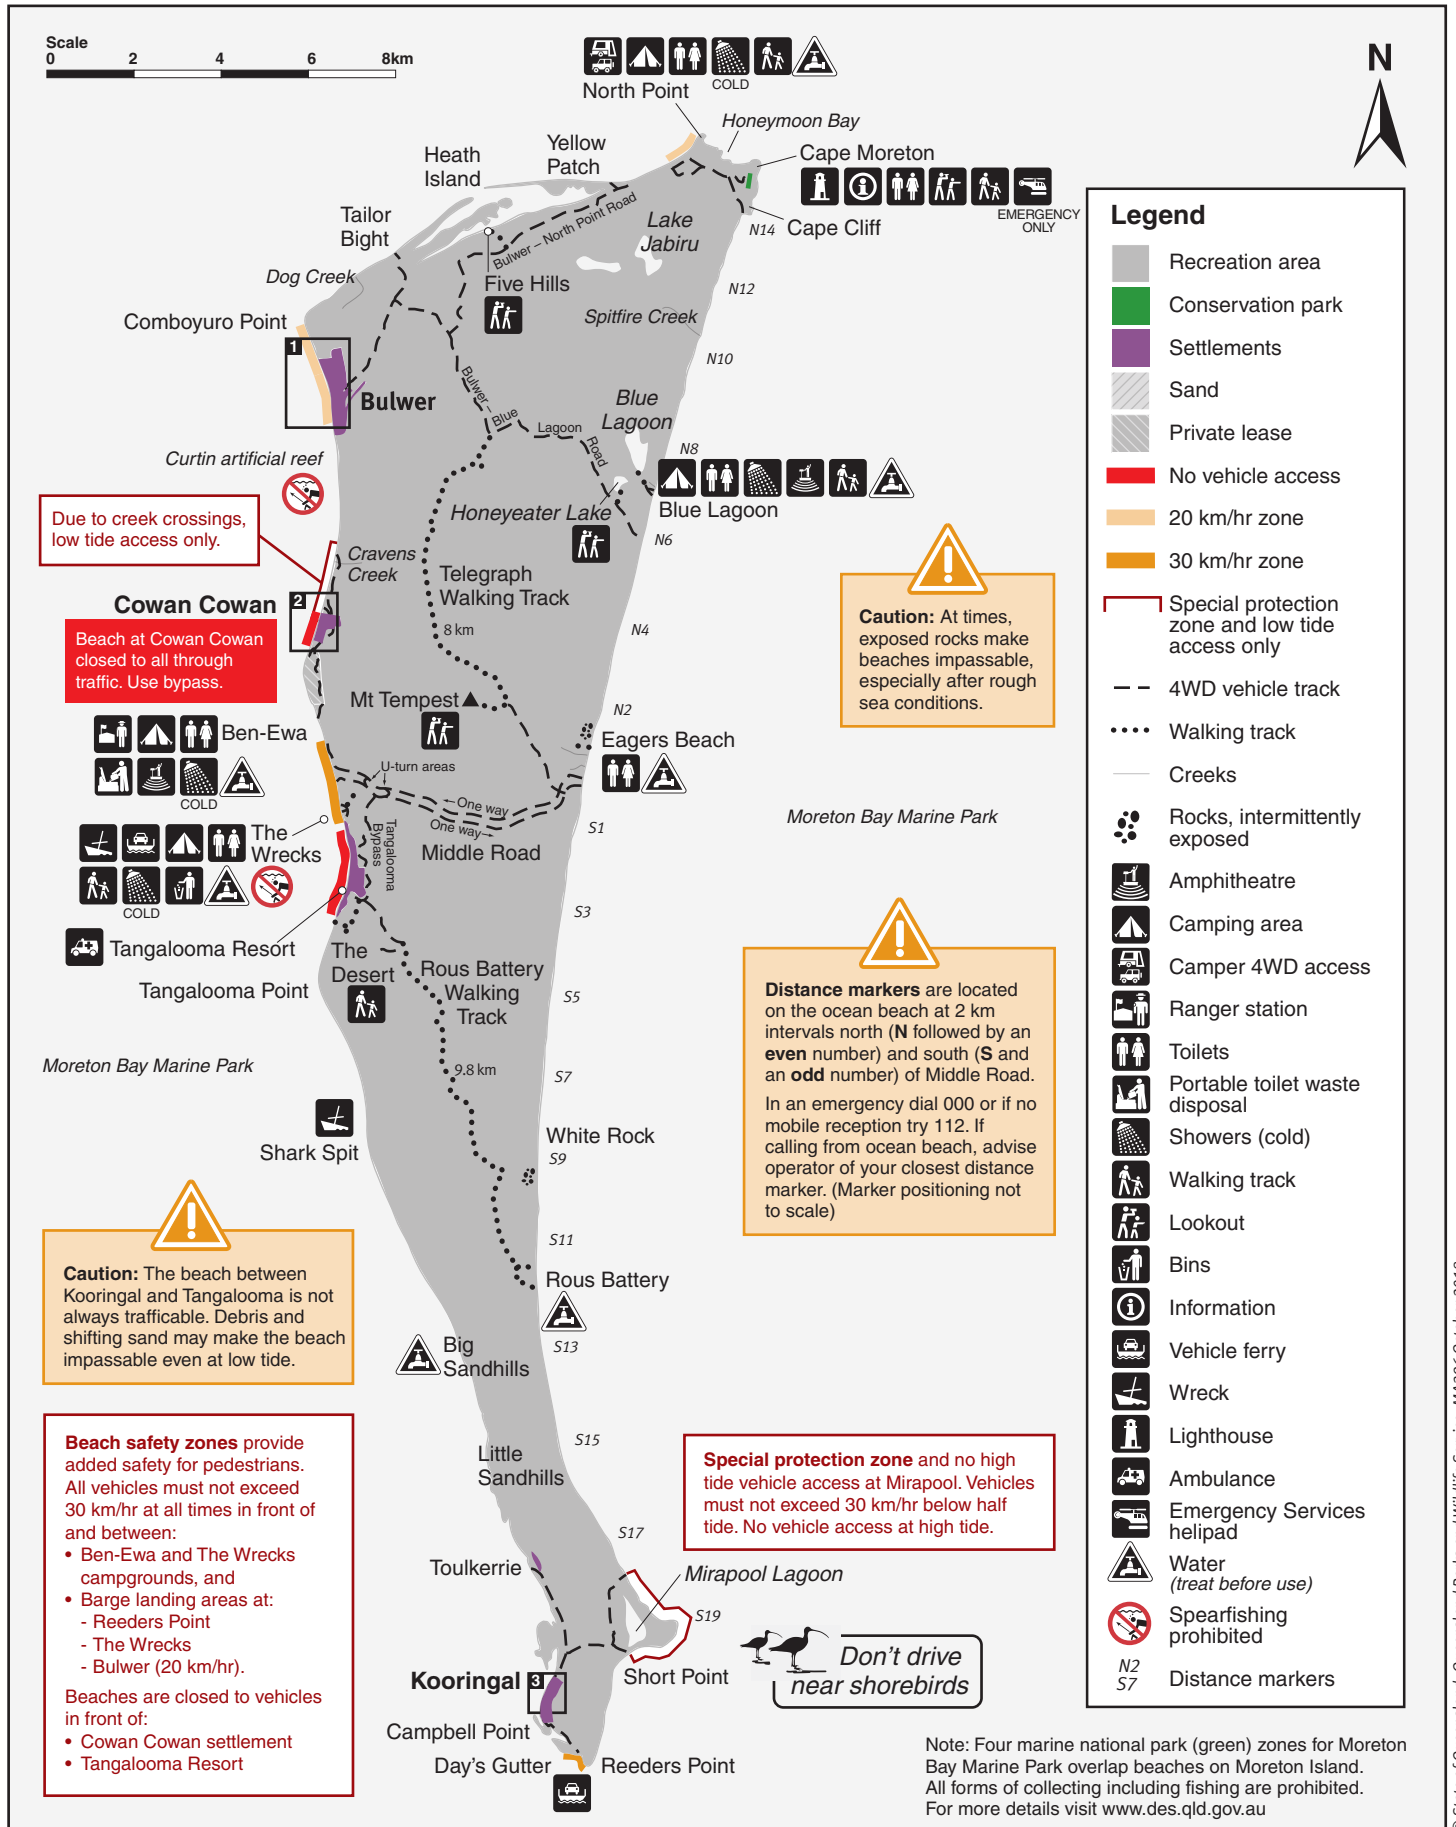 Scale
0 2 4 6 8km
N
North Point
COLD
Honeymoon Bay
Cape Moreton
EMERGENCY
ONLY
Cape Cliff
Yellow
Patch
Heath
Island
Tailor
Bight
Dog Creek
Bulwer – North Point Road
Lake
Jabiru
N14
N12
Five Hills
Spitfire Creek
Comboyuro Point
1
Bulwer
N10
Bulwer –
Blue
Lagoon
Road
Blue
Lagoon
N8
Blue Lagoon
Curtin artificial reef
Honeyeater Lake
N6
Due to creek crossings,
low tide access only.
Cravens
Creek
Telegraph
Walking Track
8 km
Cowan Cowan
2
Beach at Cowan Cowan
closed to all through
traffic. Use bypass.
N4
Caution: At times,
exposed rocks make
beaches impassable,
especially after rough
sea conditions.
Mt Tempest
N2
Ben-Ewa
COLD
Eagers Beach
U-turn areas
One way
One way
Middle Road
Tangalooma
Bypass
S1
Moreton Bay Marine Park
The
Wrecks
COLD
S3
Tangalooma Resort
The
Desert
Tangalooma Point
Rous Battery
Walking
Track
S5
Distance markers are located
on the ocean beach at 2 km
intervals north (N followed by an
even number) and south (S and
an odd number) of Middle Road.
In an emergency dial 000 or if no
mobile reception try 112. If
calling from ocean beach, advise
operator of your closest distance
marker. (Marker positioning not
to scale)
Moreton Bay Marine Park
9.8 km
S7
Shark Spit
White Rock
S9
S11
Caution: The beach between
Kooringal and Tangalooma is not
always trafficable. Debris and
shifting sand may make the beach
impassable even at low tide.
Rous Battery
S13
Big
Sandhills
Beach safety zones provide
added safety for pedestrians.
All vehicles must not exceed
30 km/hr at all times in front of
and between:
• Ben-Ewa and The Wrecks
campgrounds, and
• Barge landing areas at:
- Reeders Point
- The Wrecks
- Bulwer (20 km/hr).
Beaches are closed to vehicles
in front of:
• Cowan Cowan settlement
• Tangalooma Resort
S15
Little
Sandhills
Special protection zone and no high
tide vehicle access at Mirapool. Vehicles
must not exceed 30 km/hr below half
tide. No vehicle access at high tide.
S17
Toulkerrie
Mirapool Lagoon
S19
Don't drive
near shorebirds
Short Point
Kooringal
3
Campbell Point
Day's Gutter
Reeders Point
Note: Four marine national park (green) zones for Moreton
Bay Marine Park overlap beaches on Moreton Island.
All forms of collecting including fishing are prohibited.
For more details visit www.des.qld.gov.au
Legend
Recreation area
Conservation park
Settlements
Sand
Private lease
No vehicle access
20 km/hr zone
30 km/hr zone
Special protection
zone and low tide
access only
4WD vehicle track
Walking track
Creeks
Rocks, intermittently
exposed
Amphitheatre
Camping area
Camper 4WD access
Ranger station
Toilets
Portable toilet waste
disposal
Showers (cold)
Walking track
Lookout
Bins
Information
Vehicle ferry
Wreck
Lighthouse
Ambulance
Emergency Services
helipad
Water
(treat before use)
Spearfishing
prohibited
N2
S7
Distance markers